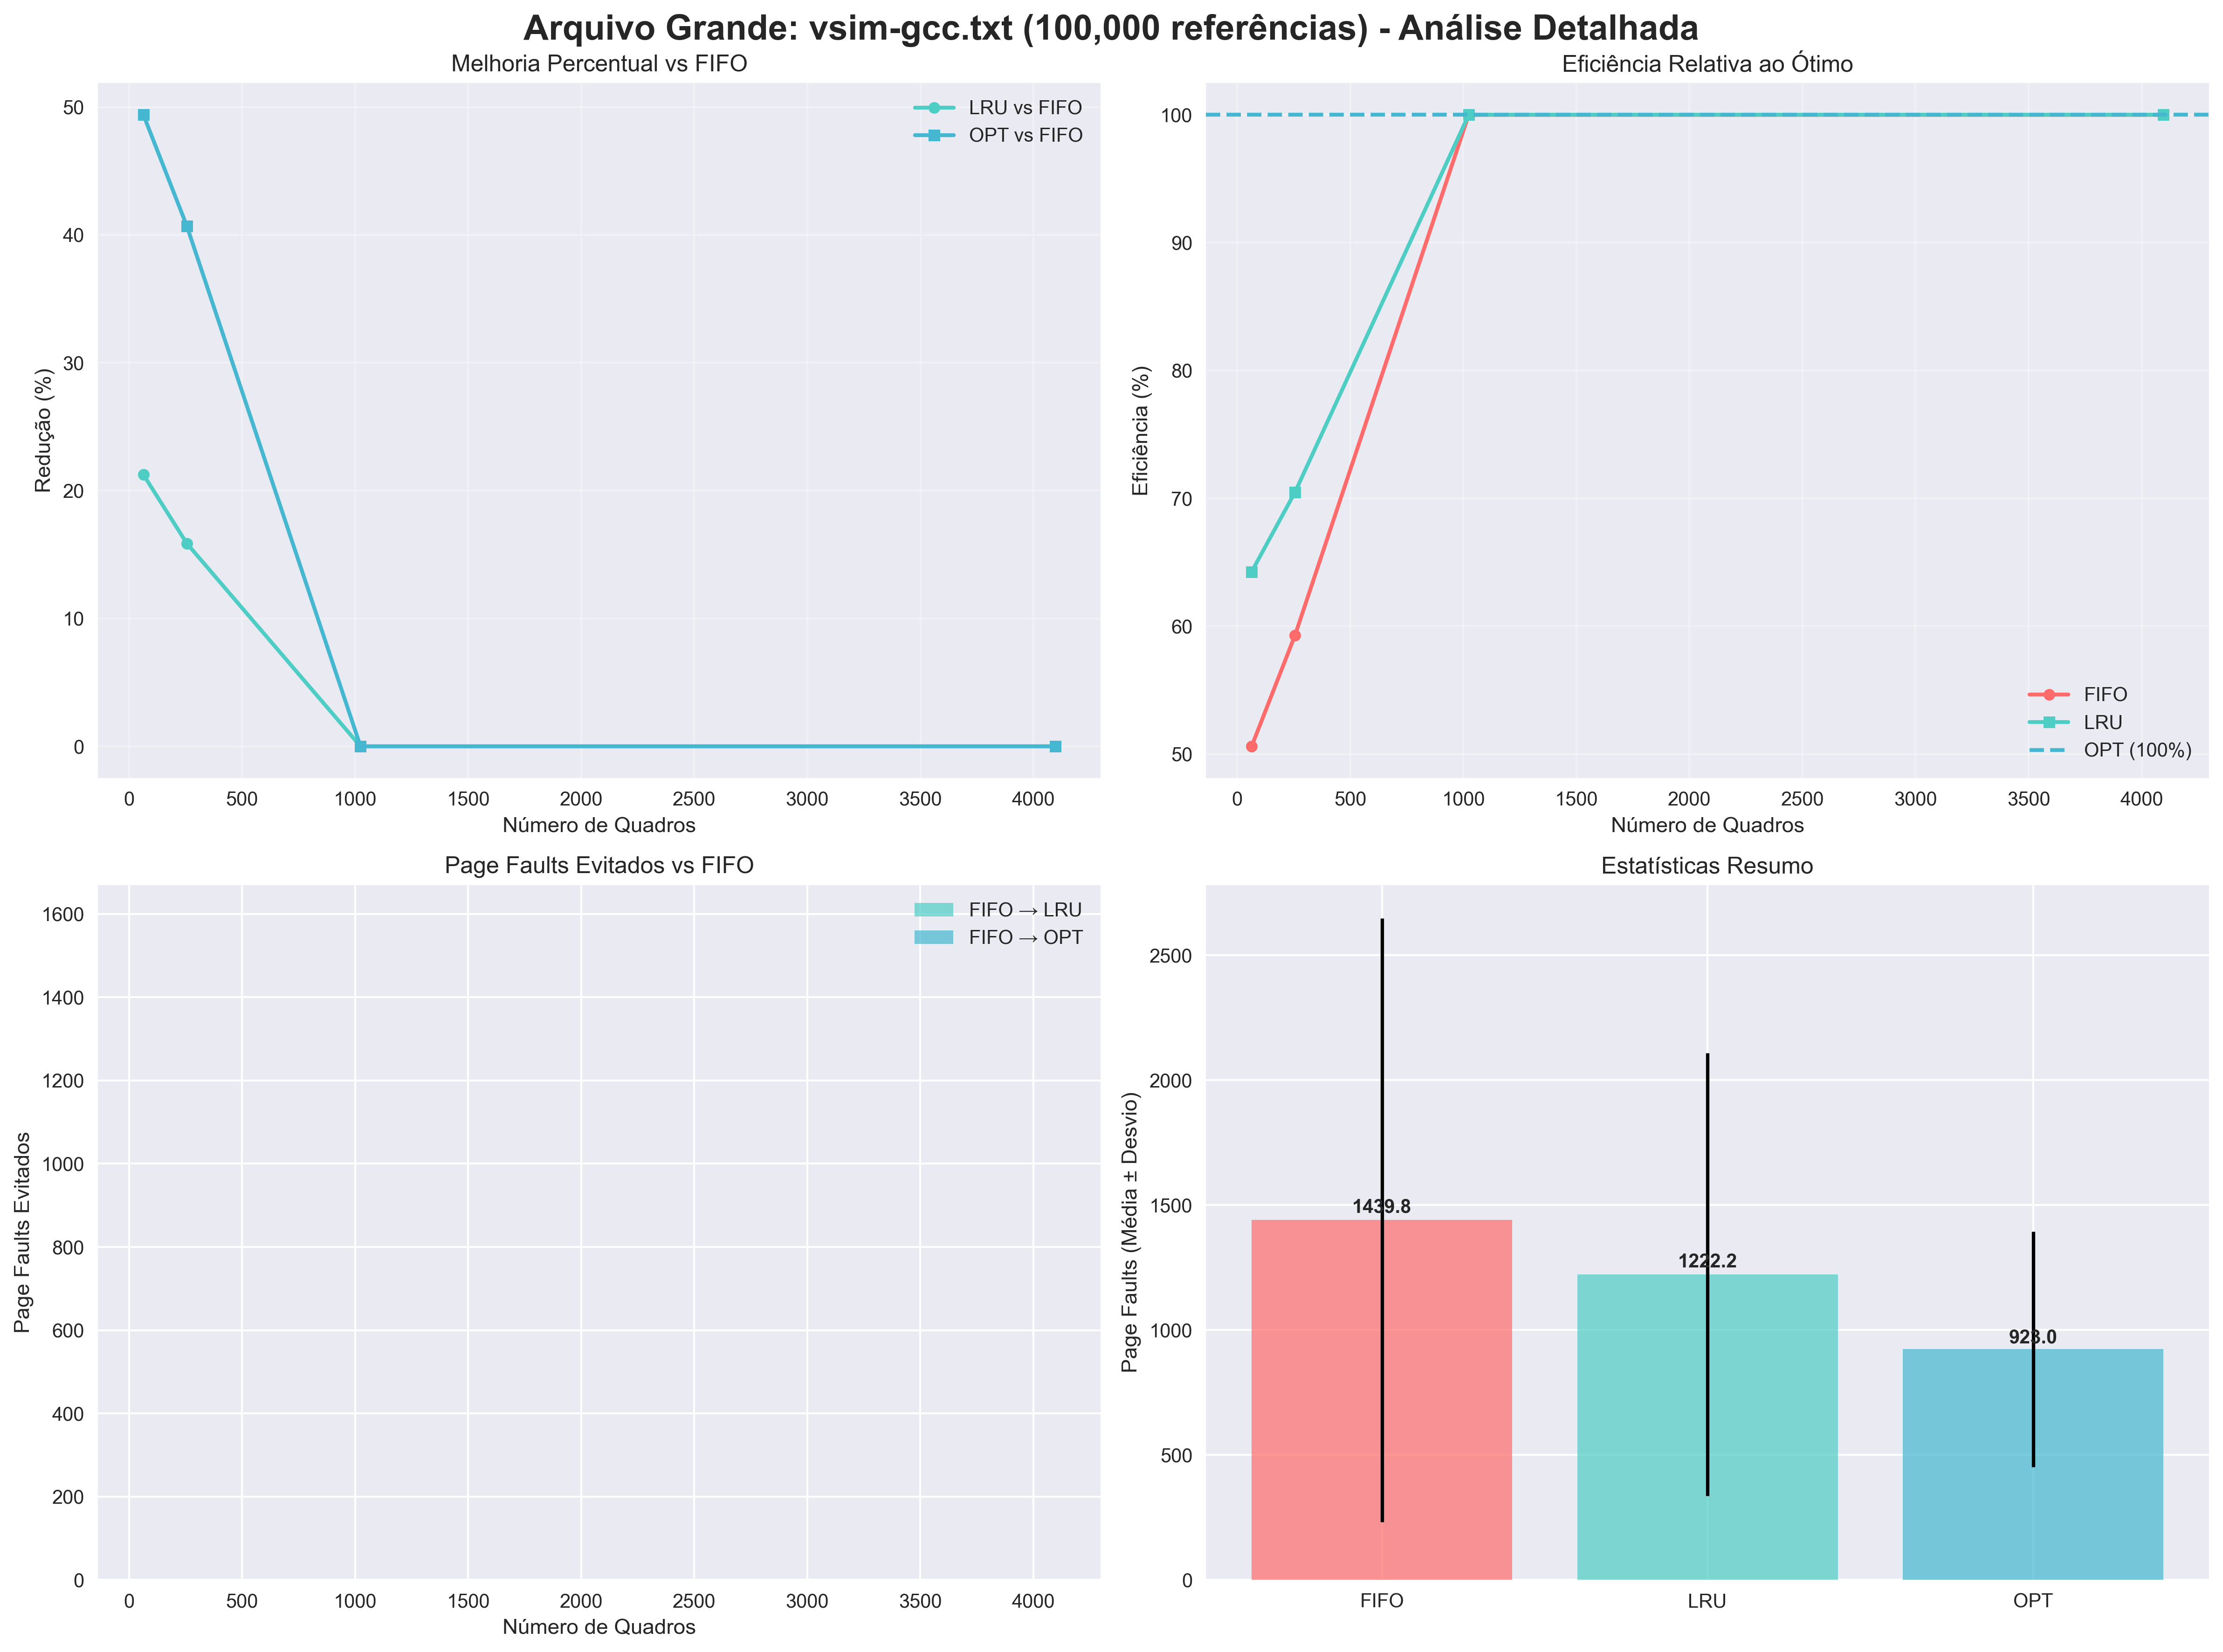 Arquivo Grande: vsim-gcc.txt (100,000 referências) - Análise Detalhada
Melhoria Percentual vs FIFO
50
40
30
20
10
0
Redução (%)
LRU vs FIFO
OPT vs FIFO
0 500 1000 1500 2000 2500 3000 3500 4000
Número de Quadros
Eficiência Relativa ao Ótimo
100
90
80
70
60
50
Eficiência (%)
FIFO
LRU
OPT (100%)
0 500 1000 1500 2000 2500 3000 3500 4000
Número de Quadros
Page Faults Evitados vs FIFO
1600
1400
1200
1000
800
600
400
200
0
Page Faults Evitados
FIFO → LRU
FIFO → OPT
0 500 1000 1500 2000 2500 3000 3500 4000
Número de Quadros
Estatísticas Resumo
2500
2000
1500
1000
500
0
Page Faults (Média ± Desvio)
1439.8
1222.2
923.0
FIFO LRU OPT